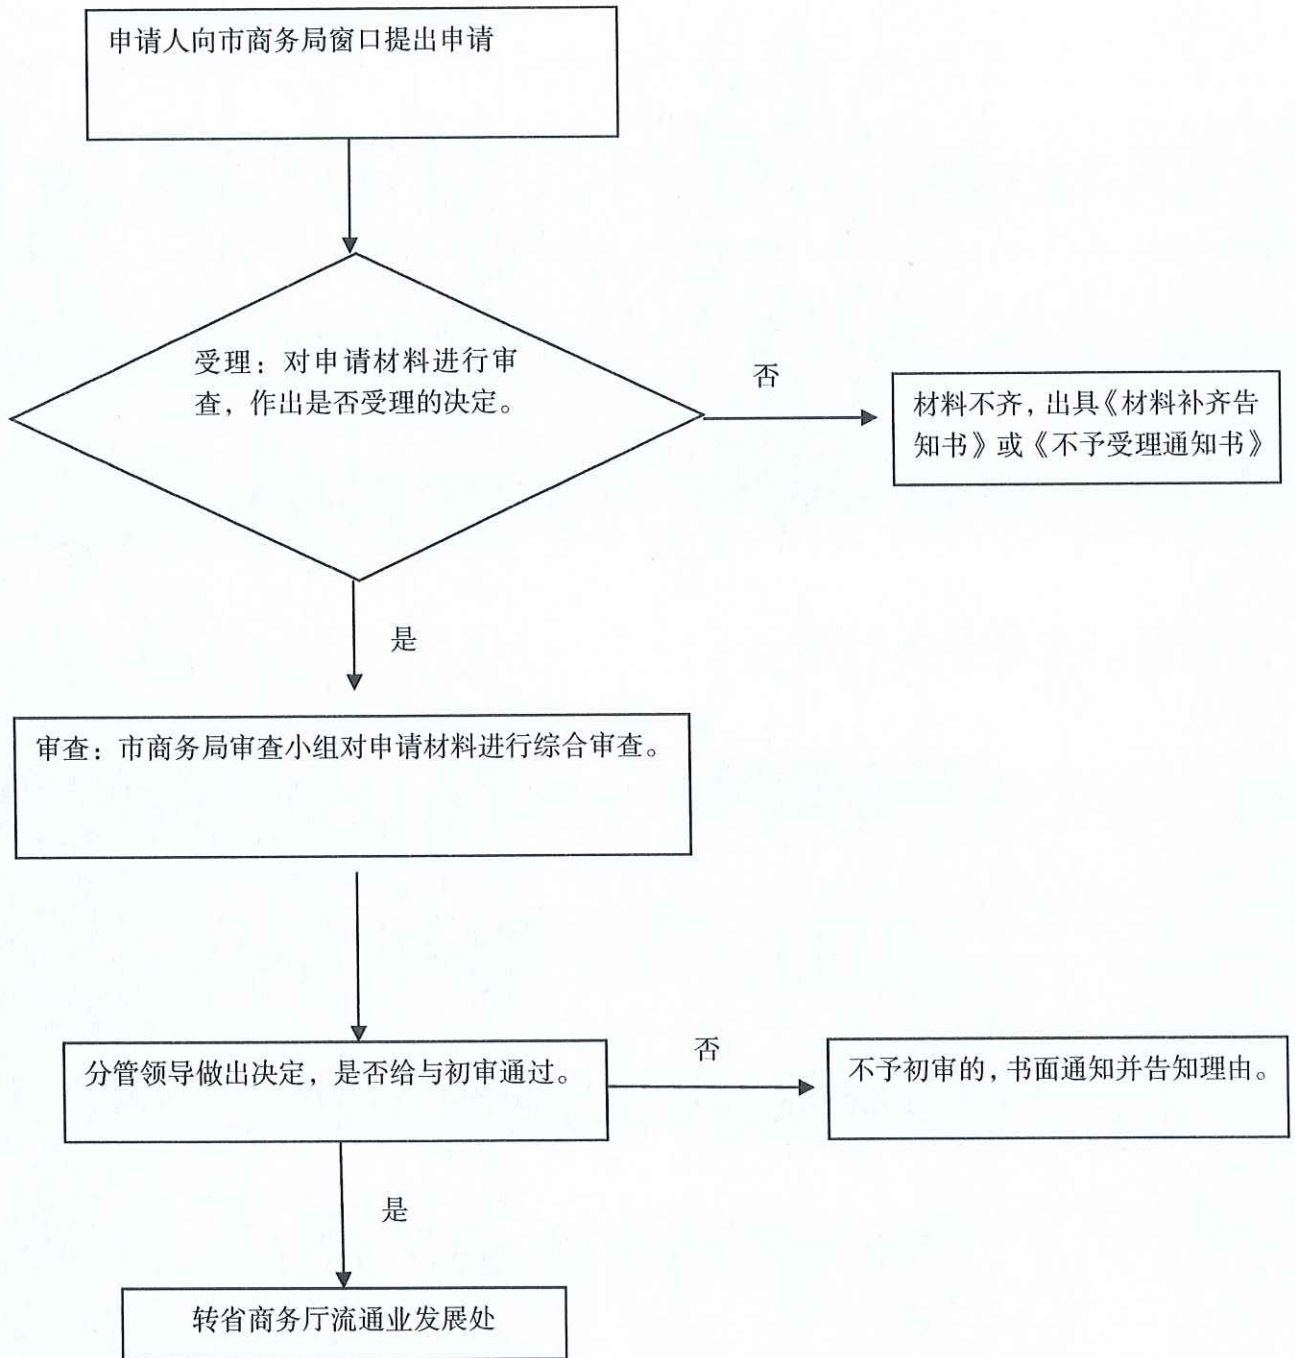 申请人向市商务局窗口提出申请
受理：对申请材料进行审
查，作出是否受理的决定。
否
材料不齐，出具《材料补齐告
知书》或《不予受理通知书》
是
审查：市商务局审查小组对申请材料进行综合审查。
分管领导做出决定，是否给与初审通过。
否
不予初审的，书面通知并告知理由。
是
转省商务厅流通业发展处